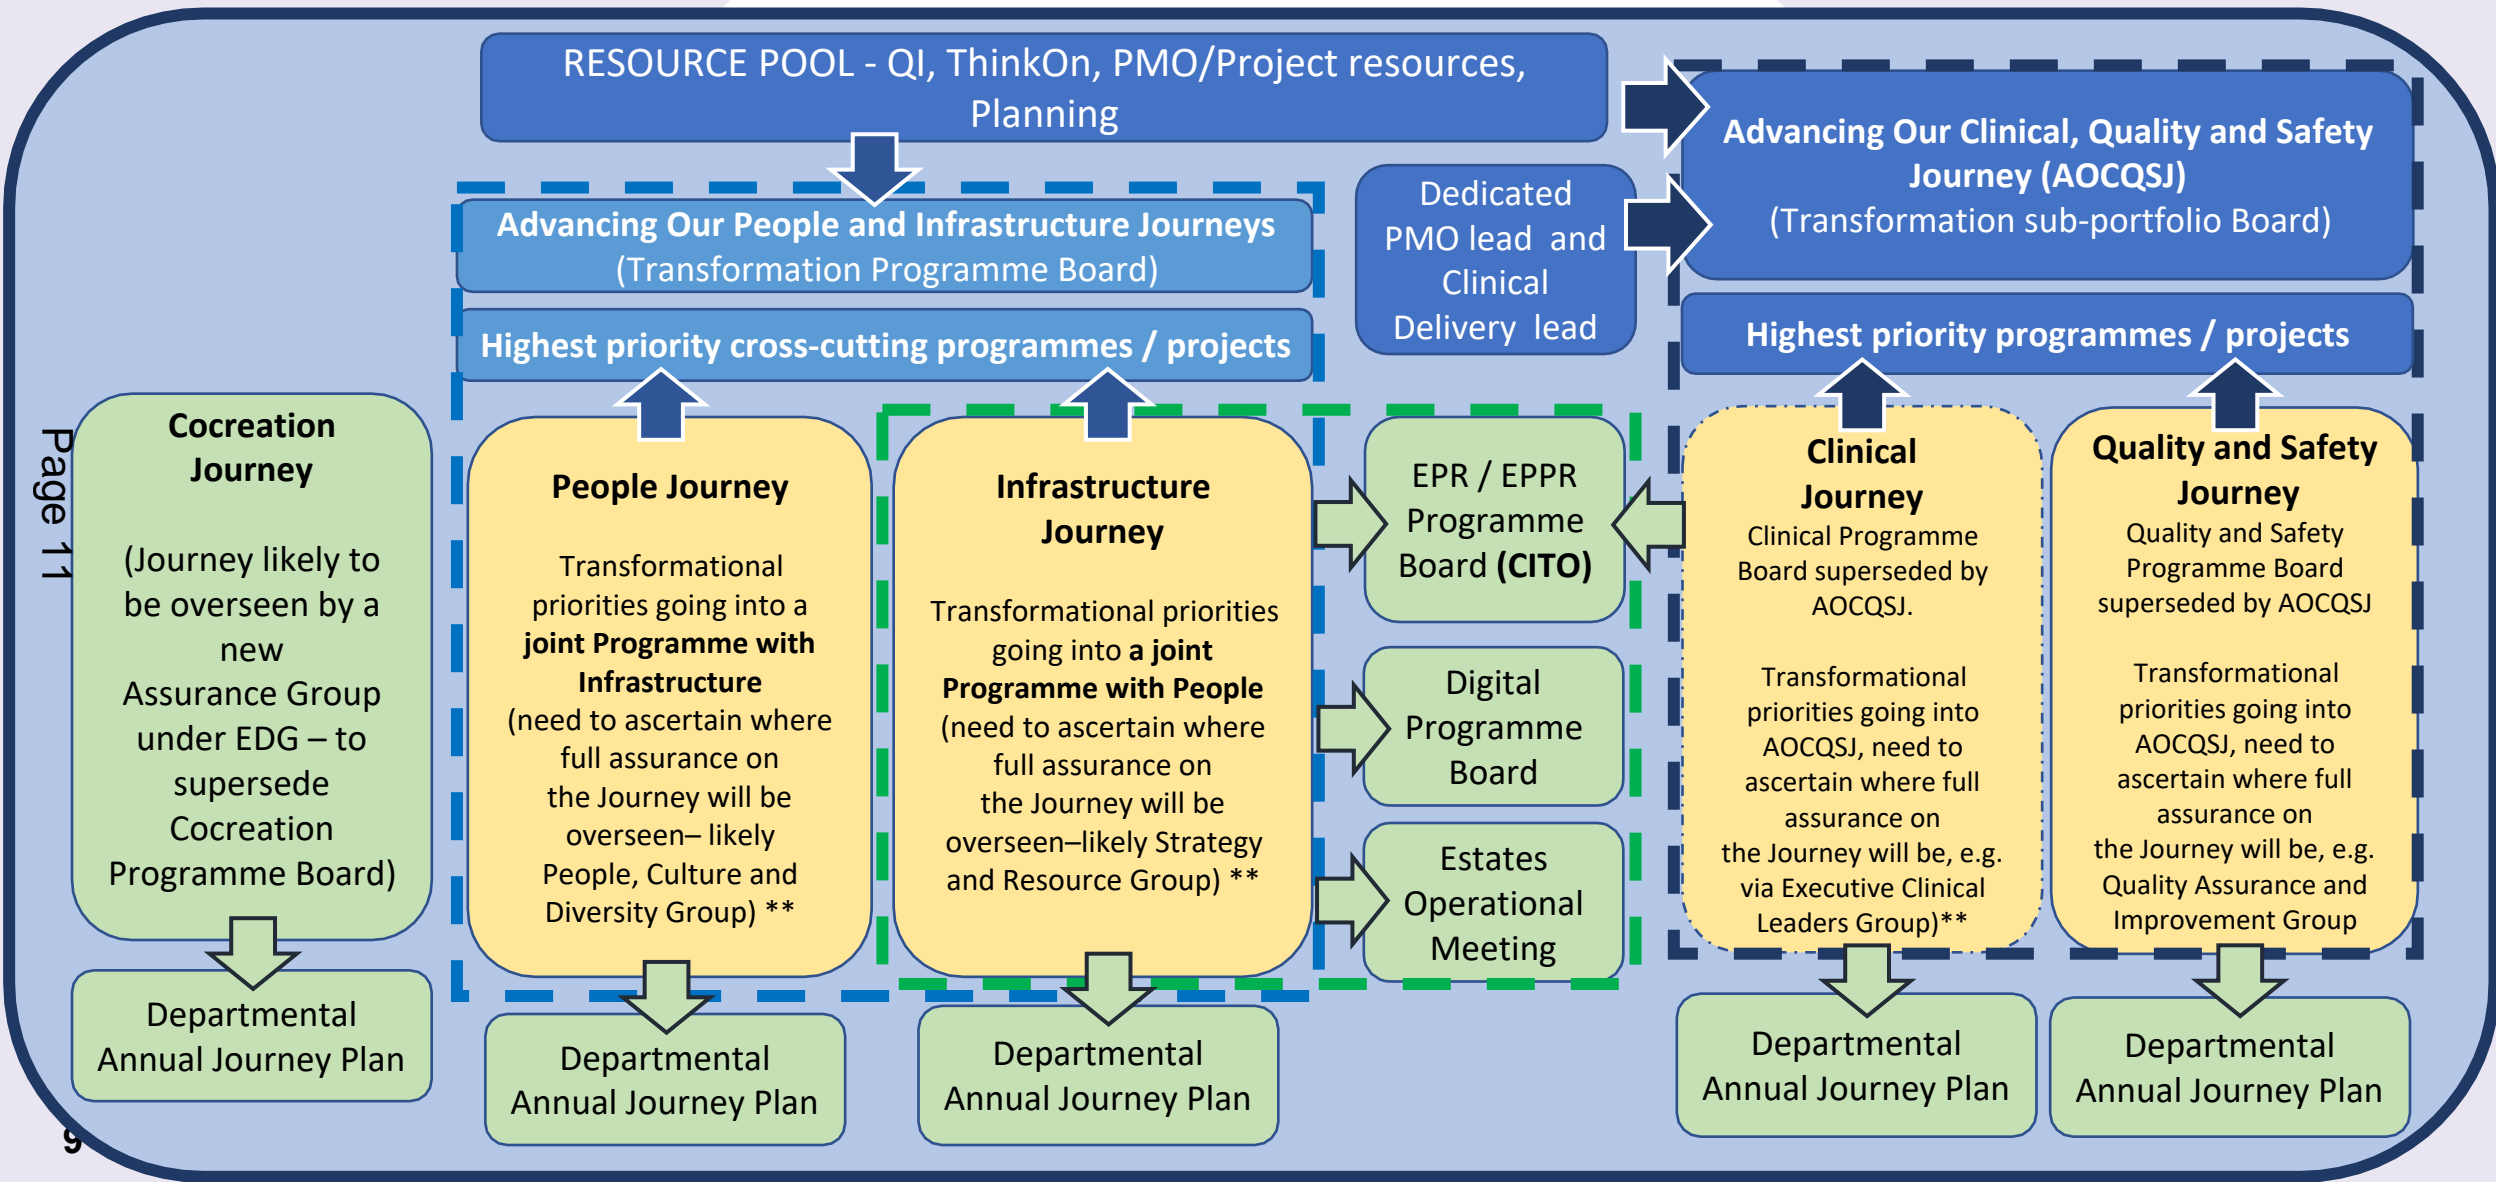 RESOURCE POOL - QI, ThinkOn, PMO/Project resources,
Planning
Advancing Our People and Infrastructure Journeys
(Transformation Programme Board)
Highest priority cross-cutting programmes / projects
Dedicated
PMO lead and
Clinical
Delivery lead
Advancing Our Clinical, Quality and Safety
Journey (AOCQSJ)
(Transformation sub-portfolio Board)
Highest priority programmes / projects
Page 11
Cocreation
Journey
(Journey likely to
be overseen by a
new
Assurance Group
under EDG – to
supersede
Cocreation
Programme Board)
People Journey
Transformational
priorities going into a
joint Programme with
Infrastructure
(need to ascertain where
full assurance on
the Journey will be
overseen– likely
People, Culture and
Diversity Group) **
Infrastructure
Journey
Transformational priorities
going into a joint
Programme with People
(need to ascertain where
full assurance on
the Journey will be
overseen–likely Strategy
and Resource Group) **
EPR / EPPR
Programme
Board (CITO)
Digital
Programme
Board
Estates
Operational
Meeting
Clinical
Journey
Clinical Programme
Board superseded by
AOCQSJ.
Transformational
priorities going into
AOCQSJ, need to
ascertain where full
assurance on
the Journey will be, e.g.
via Executive Clinical
Leaders Group)**
Quality and Safety
Journey
Quality and Safety
Programme Board
superseded by AOCQSJ
Transformational
priorities going into
AOCQSJ, need to
ascertain where full
assurance on
the Journey will be, e.g.
Quality Assurance and
Improvement Group
Departmental
Annual Journey Plan
Departmental
Annual Journey Plan
Departmental
Annual Journey Plan
Departmental
Annual Journey Plan
Departmental
Annual Journey Plan
9